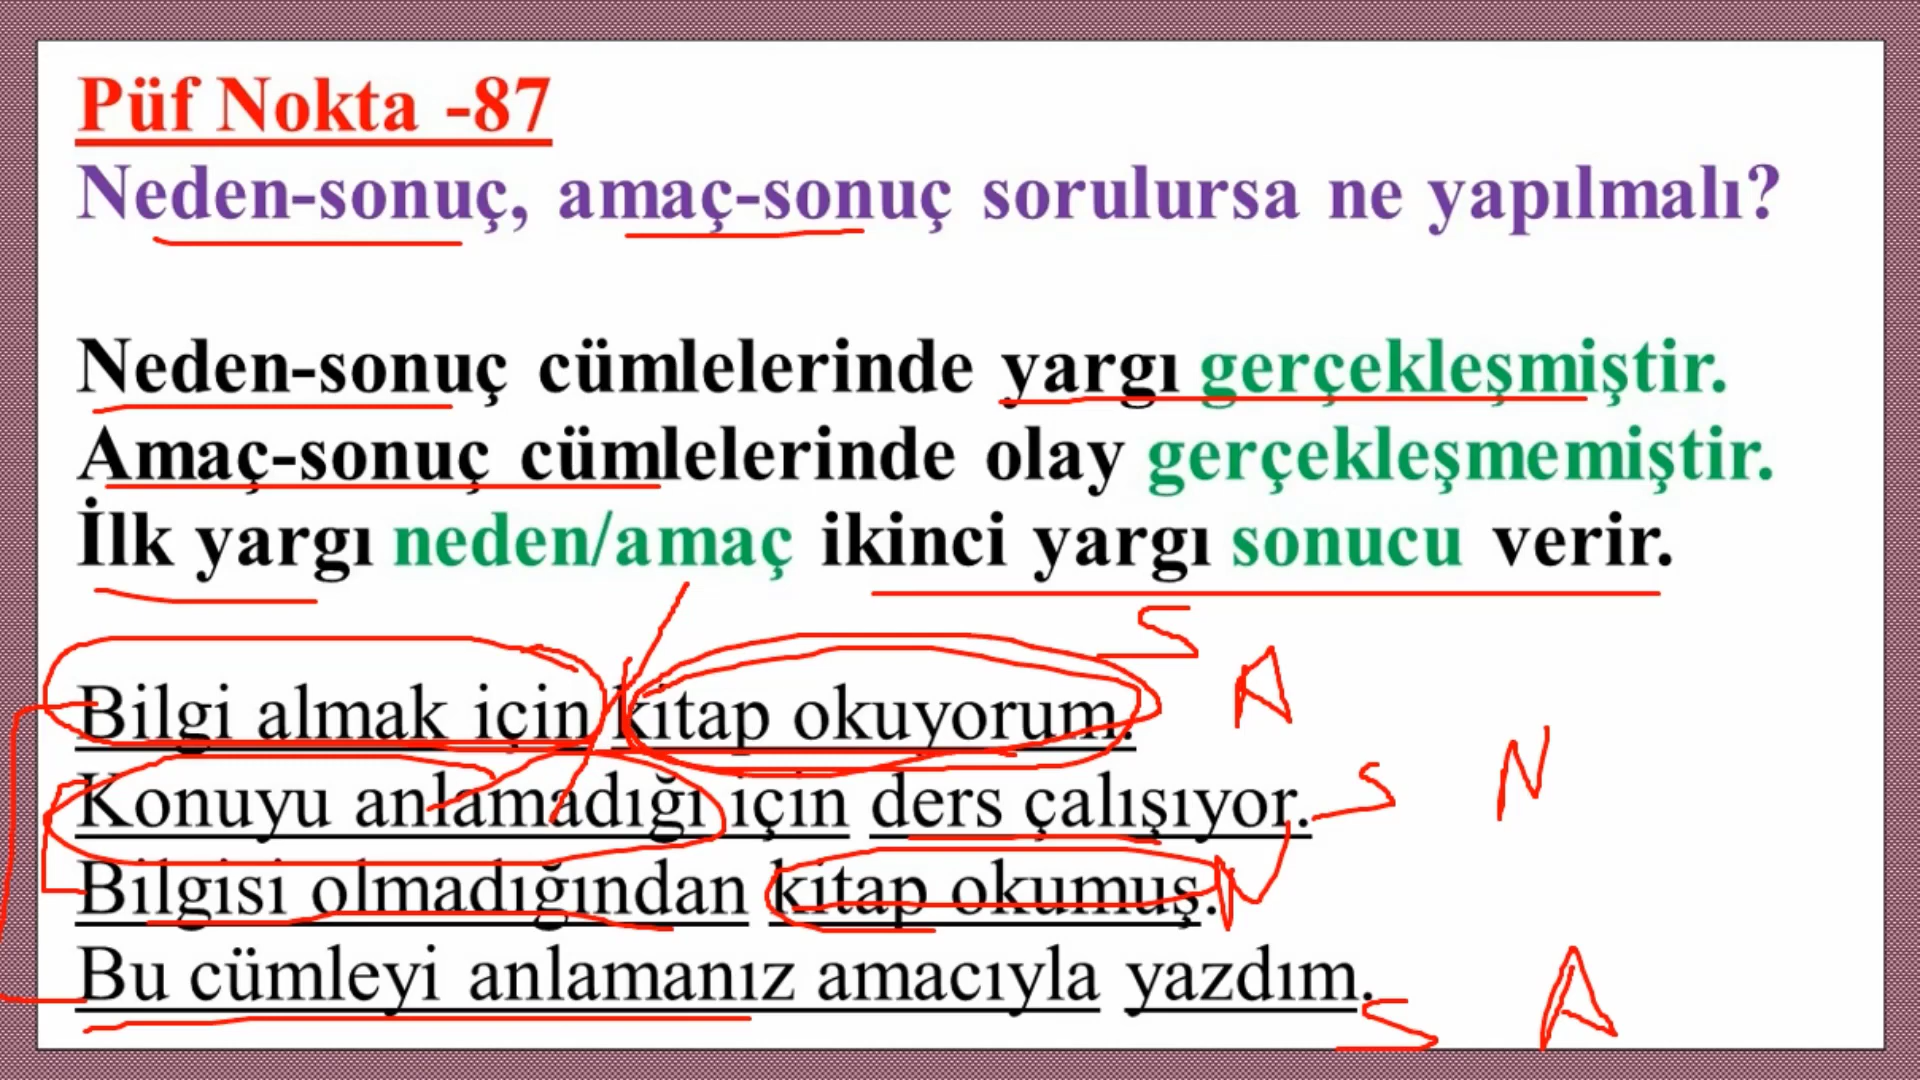 Püf Nokta -87
Neden-sonuç, amaç-sonuç sorulursa ne yapılmalı?
Neden-sonuç cümlelerinde yargı gerçekleşmiştir.
Amaç-sonuç cümlelerinde olay gerçekleşmemiştir.
İlk yargı neden/amaç ikinci yargı sonucu verir.
S
Bilgi almak için kitap okuyorum. A
Konuyu anlamadığı için ders çalışıyor. S N
Bilgisi olmadığından kitap okumuş. N
Bu cümleyi anlamanız amacıyla yazdım. S A